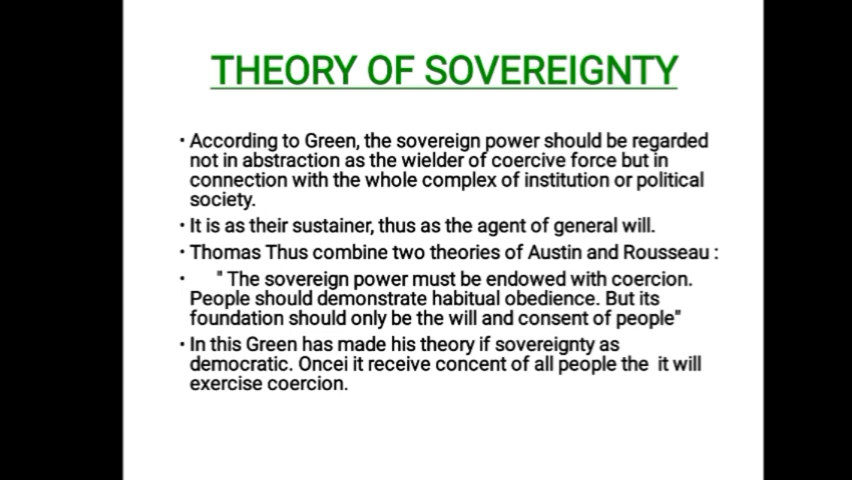 THEORY OF SOVEREIGNTY
• According to Green, the sovereign power should be regarded
not in abstraction as the wielder of coercive force but in
connection with the whole complex of institution or political
society.
• It is as their sustainer, thus as the agent of general will.
• Thomas Thus combine two theories of Austin and Rousseau :
• " The sovereign power must be endowed with coercion.
People should demonstrate habitual obedience. But its
foundation should only be the will and consent of people"
• In this Green has made his theory if sovereignty as
democratic. Oncei it receive concent of all people the it will
exercise coercion.